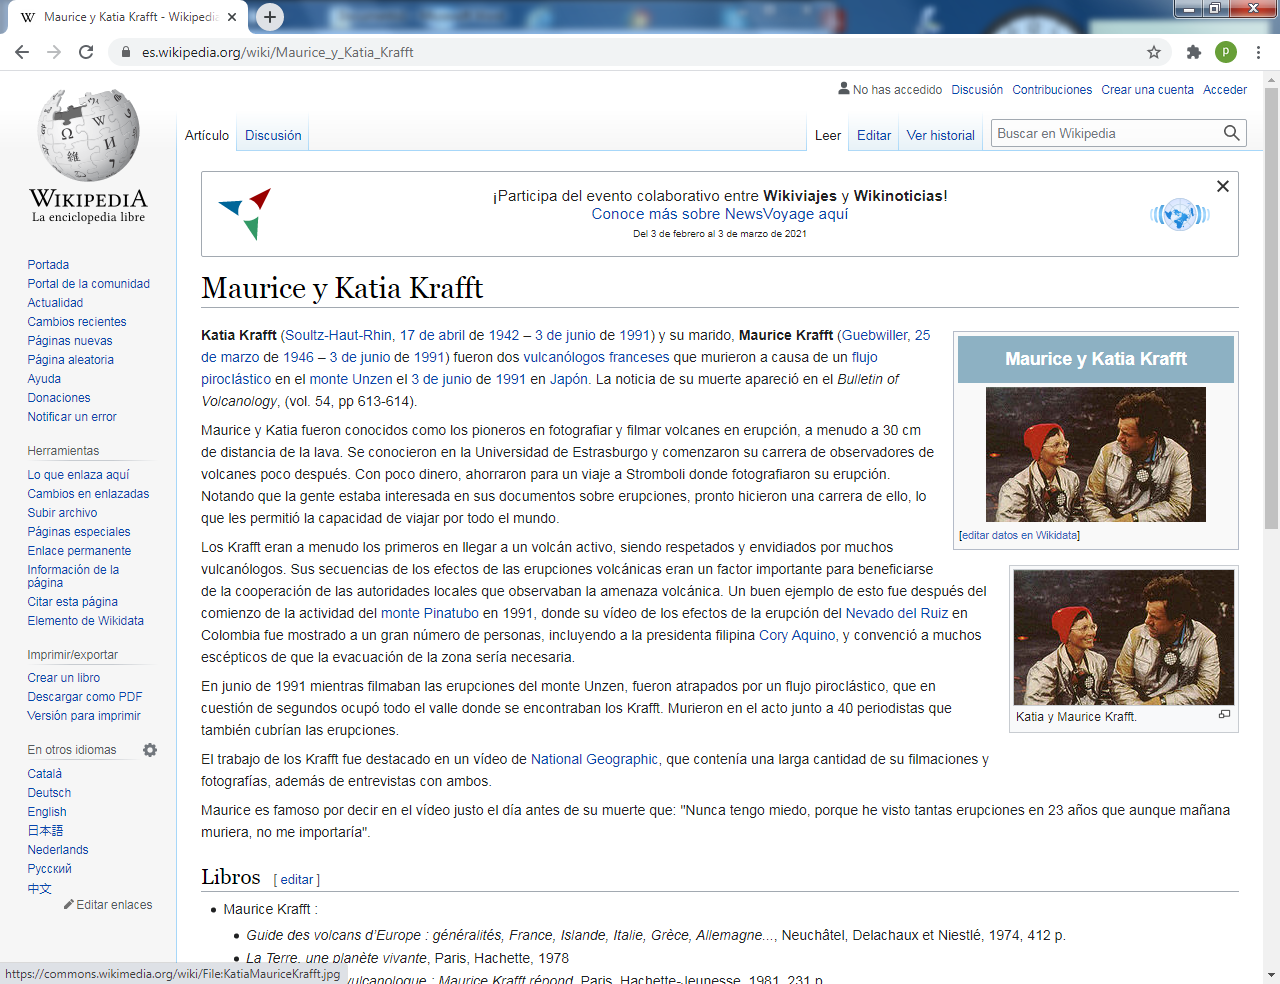 Maurice y Katia Krafft - Wikipedia
es.wikipedia.org/wiki/Maurice_y_Katia_Krafft
P
No has accedido Discusión Contribuciones Crear una cuenta Acceder
Artículo Discusión Leer Editar Ver historial Buscar en Wikipedia
WIKIPEDIA
La enciclopedia libre
¡Participa del evento colaborativo entre Wikiviajes y Wikinoticias!
Conoce más sobre NewsVoyage aquí
Del 3 de febrero al 3 de marzo de 2021
Portada
Portal de la comunidad
Actualidad
Cambios recientes
Páginas nuevas
Página aleatoria
Ayuda
Donaciones
Notificar un error
Herramientas
Lo que enlaza aquí
Cambios en enlazadas
Subir archivo
Páginas especiales
Enlace permanente
Información de la
página
Citar esta página
Elemento de Wikidata
Imprimir/exportar
Crear un libro
Descargar como PDF
Versión para imprimir
En otros idiomas
Català
Deutsch
English
日本語
Nederlands
Русский
中文
Editar enlaces
Maurice y Katia Krafft
Katia Krafft (Soultz-Haut-Rhin, 17 de abril de 1942 – 3 de junio de 1991) y su marido, Maurice Krafft (Guebwiller, 25
de marzo de 1946 – 3 de junio de 1991) fueron dos vulcanólogos franceses que murieron a causa de un flujo
piroclástico en el monte Unzen el 3 de junio de 1991 en Japón. La noticia de su muerte apareció en el Bulletin of
Volcanology, (vol. 54, pp 613-614).
Maurice y Katia fueron conocidos como los pioneros en fotografiar y filmar volcanes en erupción, a menudo a 30 cm
de distancia de la lava. Se conocieron en la Universidad de Estrasburgo y comenzaron su carrera de observadores de
volcanes poco después. Con poco dinero, ahorraron para un viaje a Stromboli donde fotografiaron su erupción.
Notando que la gente estaba interesada en sus documentos sobre erupciones, pronto hicieron una carrera de ello, lo
que les permitió la capacidad de viajar por todo el mundo.
Los Krafft eran a menudo los primeros en llegar a un volcán activo, siendo respetados y envidiados por muchos
vulcanólogos. Sus secuencias de los efectos de las erupciones volcánicas eran un factor importante para beneficiarse
de la cooperación de las autoridades locales que observaban la amenaza volcánica. Un buen ejemplo de esto fue después del
comienzo de la actividad del monte Pinatubo en 1991, donde su vídeo de los efectos de la erupción del Nevado del Ruiz en
Colombia fue mostrado a un gran número de personas, incluyendo a la presidenta filipina Cory Aquino, y convenció a muchos
escépticos de que la evacuación de la zona sería necesaria.
En junio de 1991 mientras filmaban las erupciones del monte Unzen, fueron atrapados por un flujo piroclástico, que en
cuestión de segundos ocupó todo el valle donde se encontraban los Krafft. Murieron en el acto junto a 40 periodistas que
también cubrían las erupciones.
El trabajo de los Krafft fue destacado en un vídeo de National Geographic, que contenía una larga cantidad de su filmaciones y
fotografías, además de entrevistas con ambos.
Maurice es famoso por decir en el vídeo justo el día antes de su muerte que: "Nunca tengo miedo, porque he visto tantas erupciones en 23 años que aunque mañana
muriera, no me importaría".
Maurice y Katia Krafft
[editar datos en Wikidata]
Katia y Maurice Krafft.
Libros [ editar ]
• Maurice Krafft :
• Guide des volcans d'Europe : généralités, France, Islande, Italie, Grèce, Allemagne..., Neuchâtel, Delachaux et Niestlé, 1974, 412 p.
• La Terre, une planète vivante, Paris, Hachette, 1978
vulcanologue : Maurice Krafft répond, Paris, Hachette-Jeunesse, 1981, 231 p.
https://commons.wikimedia.org/wiki/File:KatiaMauriceKrafft.jpg